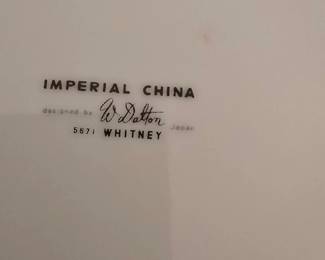 IMPERIAL CHINA
designed by W Dalton Japan
5671 WHITNEY